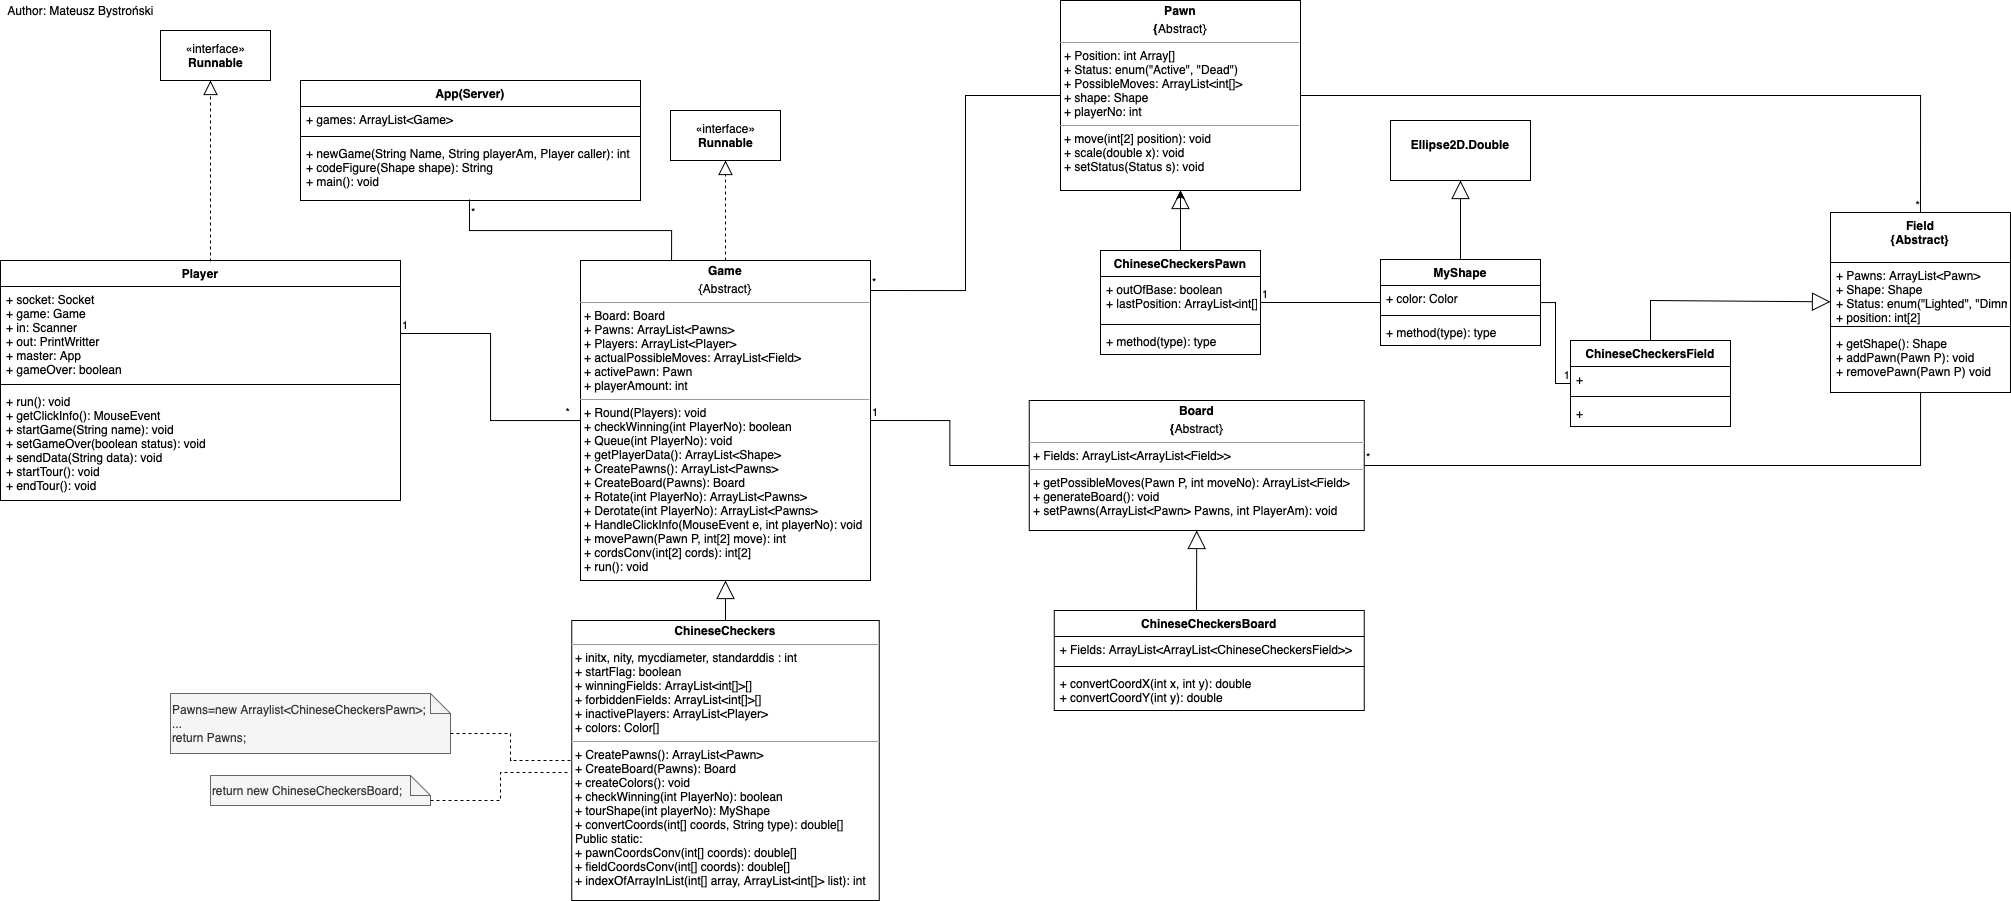 Author: Mateusz Bystroński
«interface»
Runnable
App(Server)
+ games: ArrayList<Game>
+ newGame(String Name, String playerAm, Player caller): int
+ codeFigure(Shape shape): String
+ main(): void
*
«interface»
Runnable
Pawn
{Abstract}
+ Position: int Array[]
+ Status: enum("Active", "Dead")
+ PossibleMoves: ArrayList<int[]>
+ shape: Shape
+ playerNo: int
+ move(int[2] position): void
+ scale(double x): void
+ setStatus(Status s): void
Ellipse2D.Double
*
Field
{Abstract}
+ Pawns: ArrayList<Pawn>
+ Shape: Shape
+ Status: enum("Lighted", "Dimn
+ position: int[2]
+ getShape(): Shape
+ addPawn(Pawn P): void
+ removePawn(Pawn P) void
Player
+ socket: Socket
+ game: Game
+ in: Scanner
+ out: PrintWritter
+ master: App
+ gameOver: boolean
+ run(): void
+ getClickInfo(): MouseEvent
+ startGame(String name): void
+ setGameOver(boolean status): void
+ sendData(String data): void
+ startTour(): void
+ endTour(): void
1
*
Game
{Abstract}
+ Board: Board
+ Pawns: ArrayList<Pawns>
+ Players: ArrayList<Player>
+ actualPossibleMoves: ArrayList<Field>
+ activePawn: Pawn
+ playerAmount: int
+ Round(Players): void
+ checkWinning(int PlayerNo): boolean
+ Queue(int PlayerNo): void
+ getPlayerData(): ArrayList<Shape>
+ CreatePawns(): ArrayList<Pawns>
+ CreateBoard(Pawns): Board
+ Rotate(int PlayerNo): ArrayList<Pawns>
+ Derotate(int PlayerNo): ArrayList<Pawns>
+ HandleClickInfo(MouseEvent e, int playerNo): void
+ movePawn(Pawn P, int[2] move): int
+ cordsConv(int[2] cords): int[2]
+ run(): void
*
1
ChineseCheckersPawn
+ outOfBase: boolean
+ lastPosition: ArrayList<int[]
+ method(type): type
1
MyShape
+ color: Color
+ method(type): type
1
ChineseCheckersField
+
+
Board
{Abstract}
+ Fields: ArrayList<ArrayList<Field>>
+ getPossibleMoves(Pawn P, int moveNo): ArrayList<Field>
+ generateBoard(): void
+ setPawns(ArrayList<Pawn> Pawns, int PlayerAm): void
*
ChineseCheckersBoard
+ Fields: ArrayList<ArrayList<ChineseCheckersField>>
+ convertCoordX(int x, int y): double
+ convertCoordY(int y): double
ChineseCheckers
+ initx, nity, mycdiameter, standarddis : int
+ startFlag: boolean
+ winningFields: ArrayList<int[]>[]
+ forbiddenFields: ArrayList<int[]>[]
+ inactivePlayers: ArrayList<Player>
+ colors: Color[]
+ CreatePawns(): ArrayList<Pawn>
+ CreateBoard(Pawns): Board
+ createColors(): void
+ checkWinning(int PlayerNo): boolean
+ tourShape(int playerNo): MyShape
+ convertCoords(int[] coords, String type): double[]
Public static:
+ pawnCoordsConv(int[] coords): double[]
+ fieldCoordsConv(int[] coords): double[]
+ indexOfArrayInList(int[] array, ArrayList<int[]> list): int
Pawns=new Arraylist<ChineseCheckersPawn>;
...
return Pawns;
return new ChineseCheckersBoard;